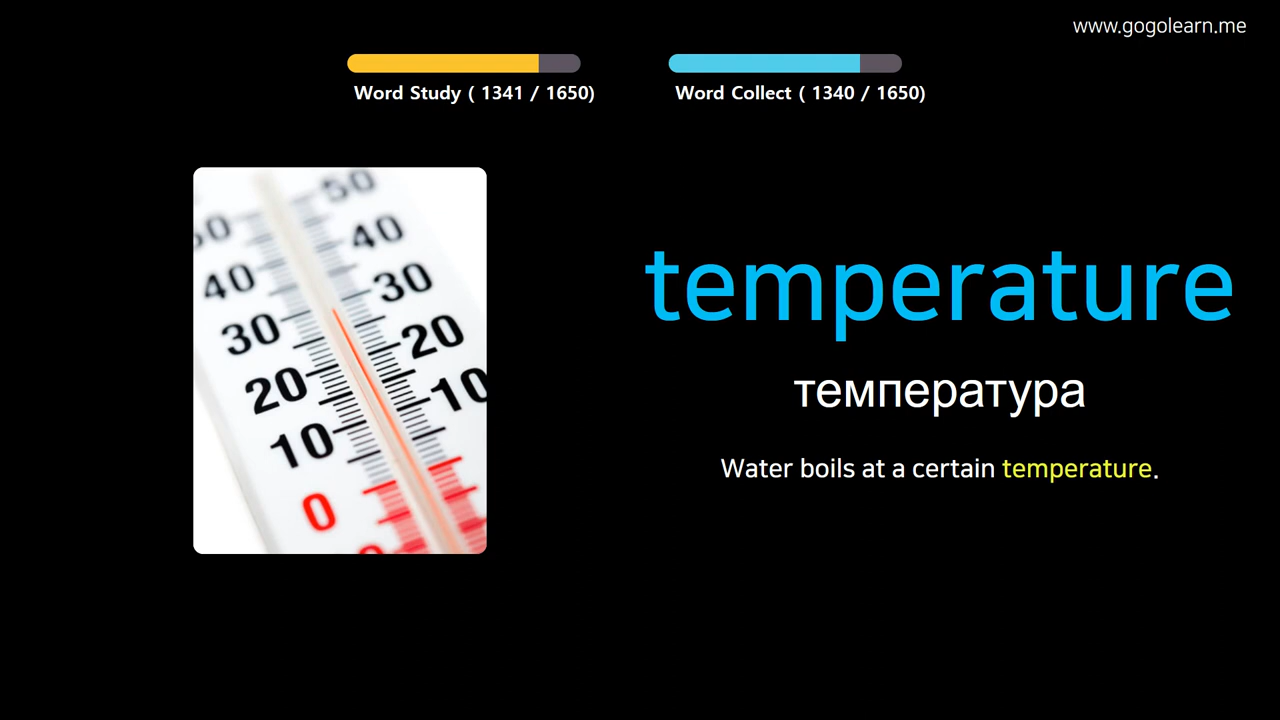 www.gogolearn.me
Word Study ( 1341 / 1650)
Word Collect ( 1340 / 1650)
50
50
40
40
30
30
20
20
10
10
0
temperature
температура
Water boils at a certain temperature.